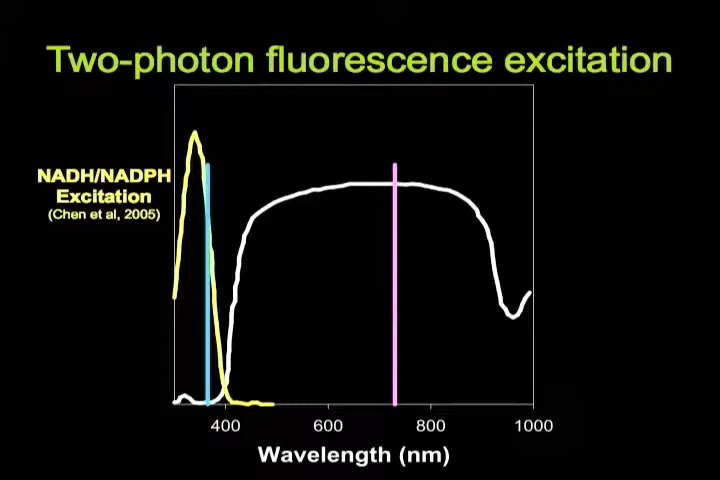 Two-photon fluorescence excitation
NADH/NADPH
Excitation
(Chen et al, 2005)
400 600 800 1000
Wavelength (nm)